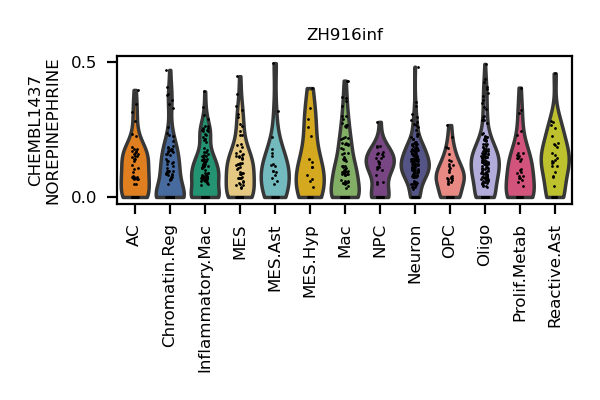 ZH916inf
CHEMBL1437
NOREPINEPHRINE
0.5
0.0
AC
Chromatin.Reg
Inflammatory.Mac
MES
MES.Ast
MES.Hyp
Mac
NPC
Neuron
OPC
Oligo
Prolif.Metab
Reactive.Ast